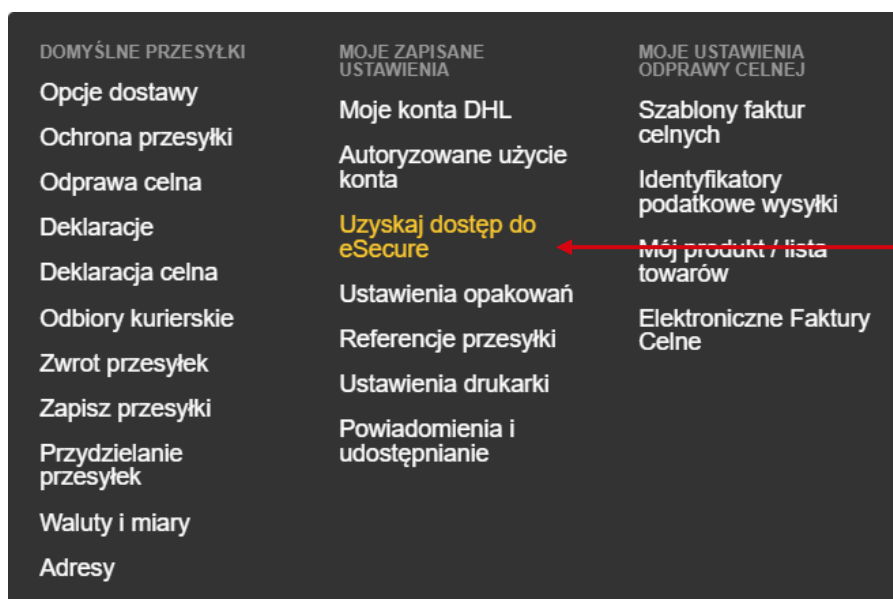 DOMYŚLNE PRZESYŁKI
Opcje dostawy
Ochrona przesyłki
Odprawa celna
Deklaracje
Deklaracja celna
Odbiory kurierskie
Zwrot przesyłek
Zapisz przesyłki
Przydzielanie
przesyłek
Waluty i miary
Adresy
MOJE ZAPISANE
USTAWIENIA
Moje konta DHL
Autoryzowane użycie
konta
Uzyskaj dostęp do
eSecure
Ustawienia opakowań
Referencje przesyłki
Ustawienia drukarki
Powiadomienia i
udostępnianie
MOJE USTAWIENIA
ODPRAWY CELNEJ
Szablony faktur
celnych
Identyfikatory
podatkowe wysyłki
Mój produkt / lista
towarów
Elektroniczne Faktury
Celne